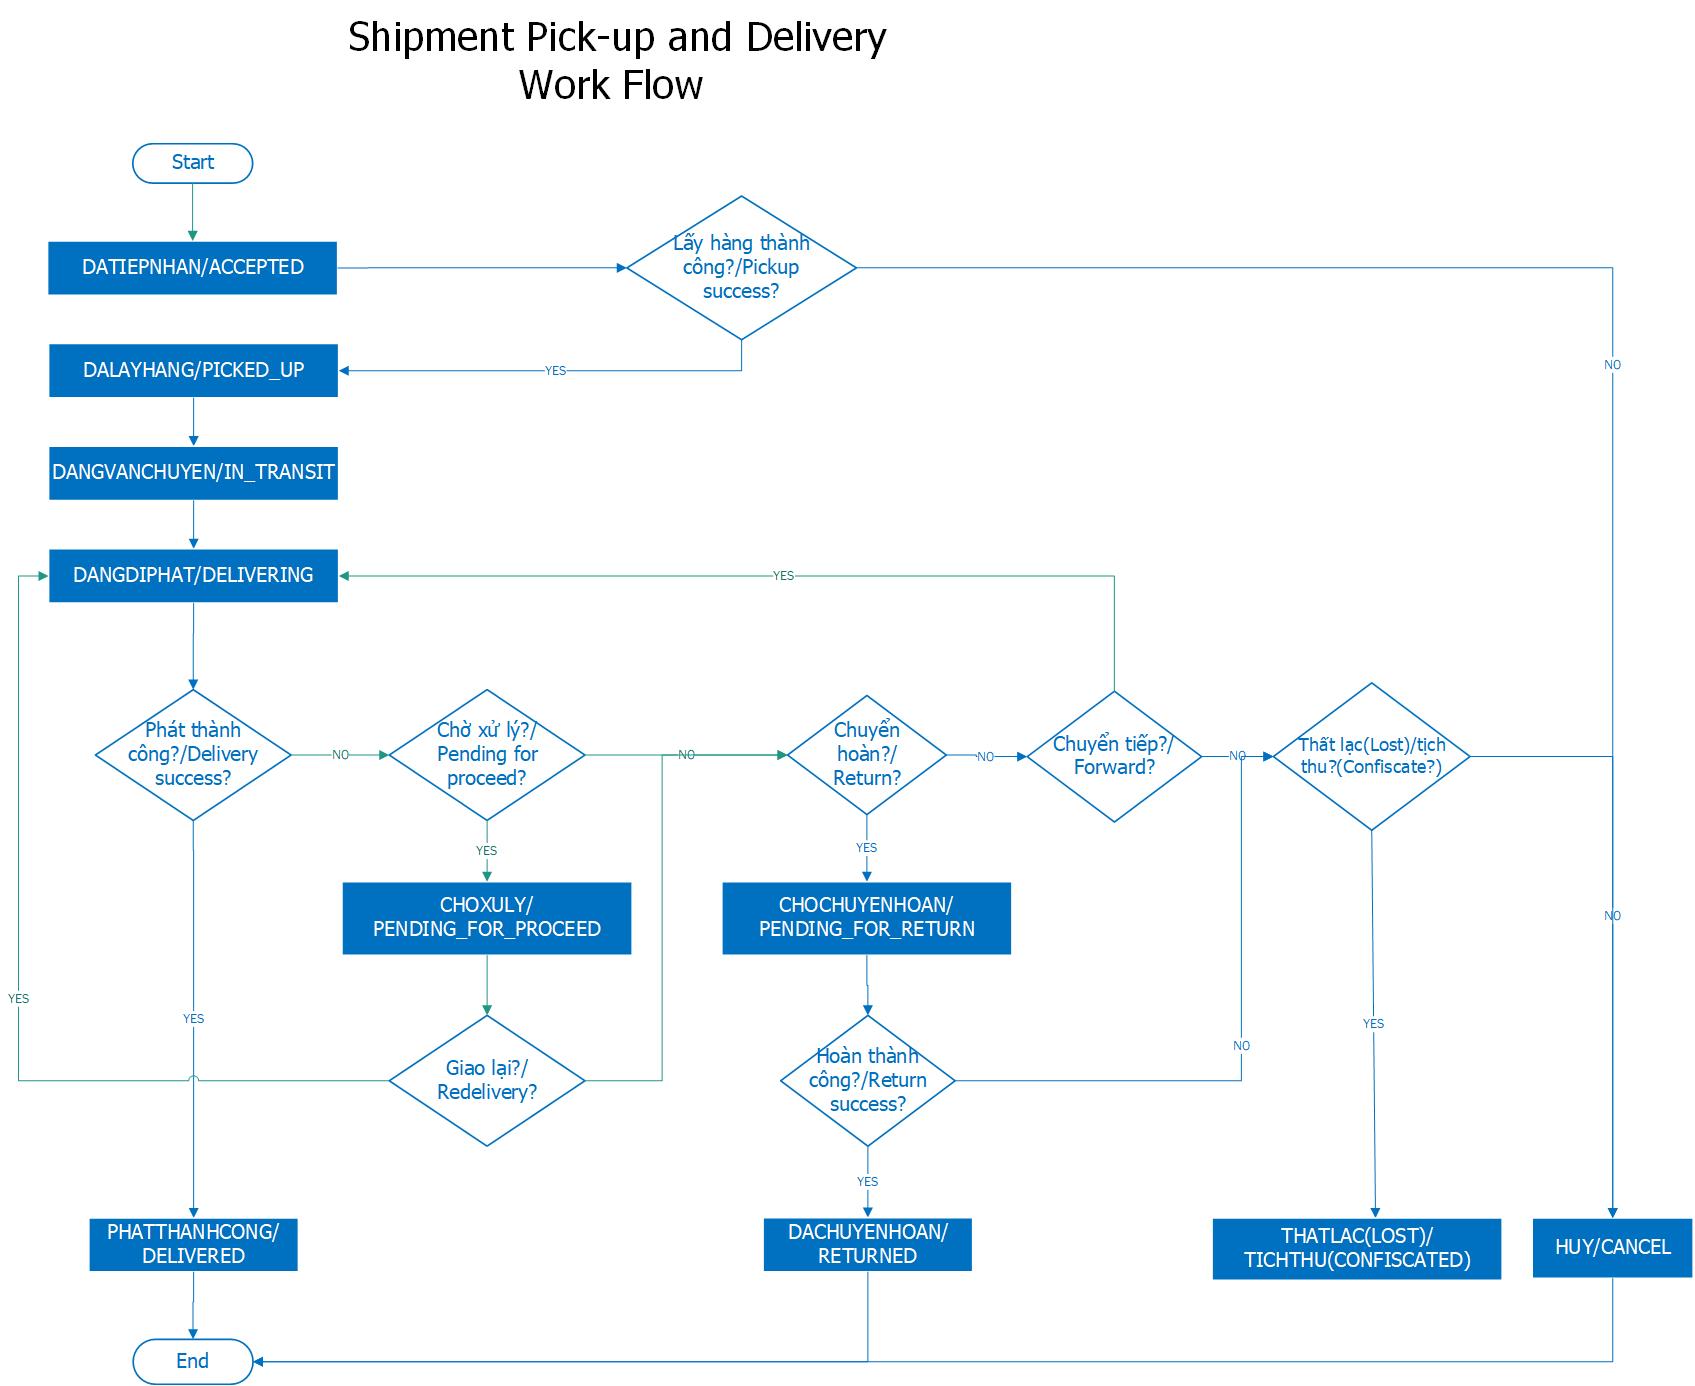 Shipment Pick-up and Delivery
Work Flow
Start
DATIEPNHAN/ACCEPTED
Lấy hàng thành
công?/Pickup
success?
NO
DALAYHANG/PICKED_UP
YES
DANGVANCHUYEN/IN_TRANSIT
DANGDIPHAT/DELIVERING
YES
Phát thành
công?/Delivery
success?
NO
Chờ xử lý?/
Pending for
proceed?
NO
Chuyển
hoàn?/
Return?
NO
Chuyển tiếp?/
Forward?
NO
Thất lạc(Lost)/tịch
thu?(Confiscate?)
YES
YES
CHOXULY/
PENDING_FOR_PROCEED
CHOCHUYENHOAN/
PENDING_FOR_RETURN
NO
YES
YES
YES
NO
Giao lại?/
Redelivery?
Hoàn thành
công?/Return
success?
YES
PHATTHANHCONG/
DELIVERED
DACHUYENHOAN/
RETURNED
THATLAC(LOST)/
TICHTHU(CONFISCATED)
HUY/CANCEL
End